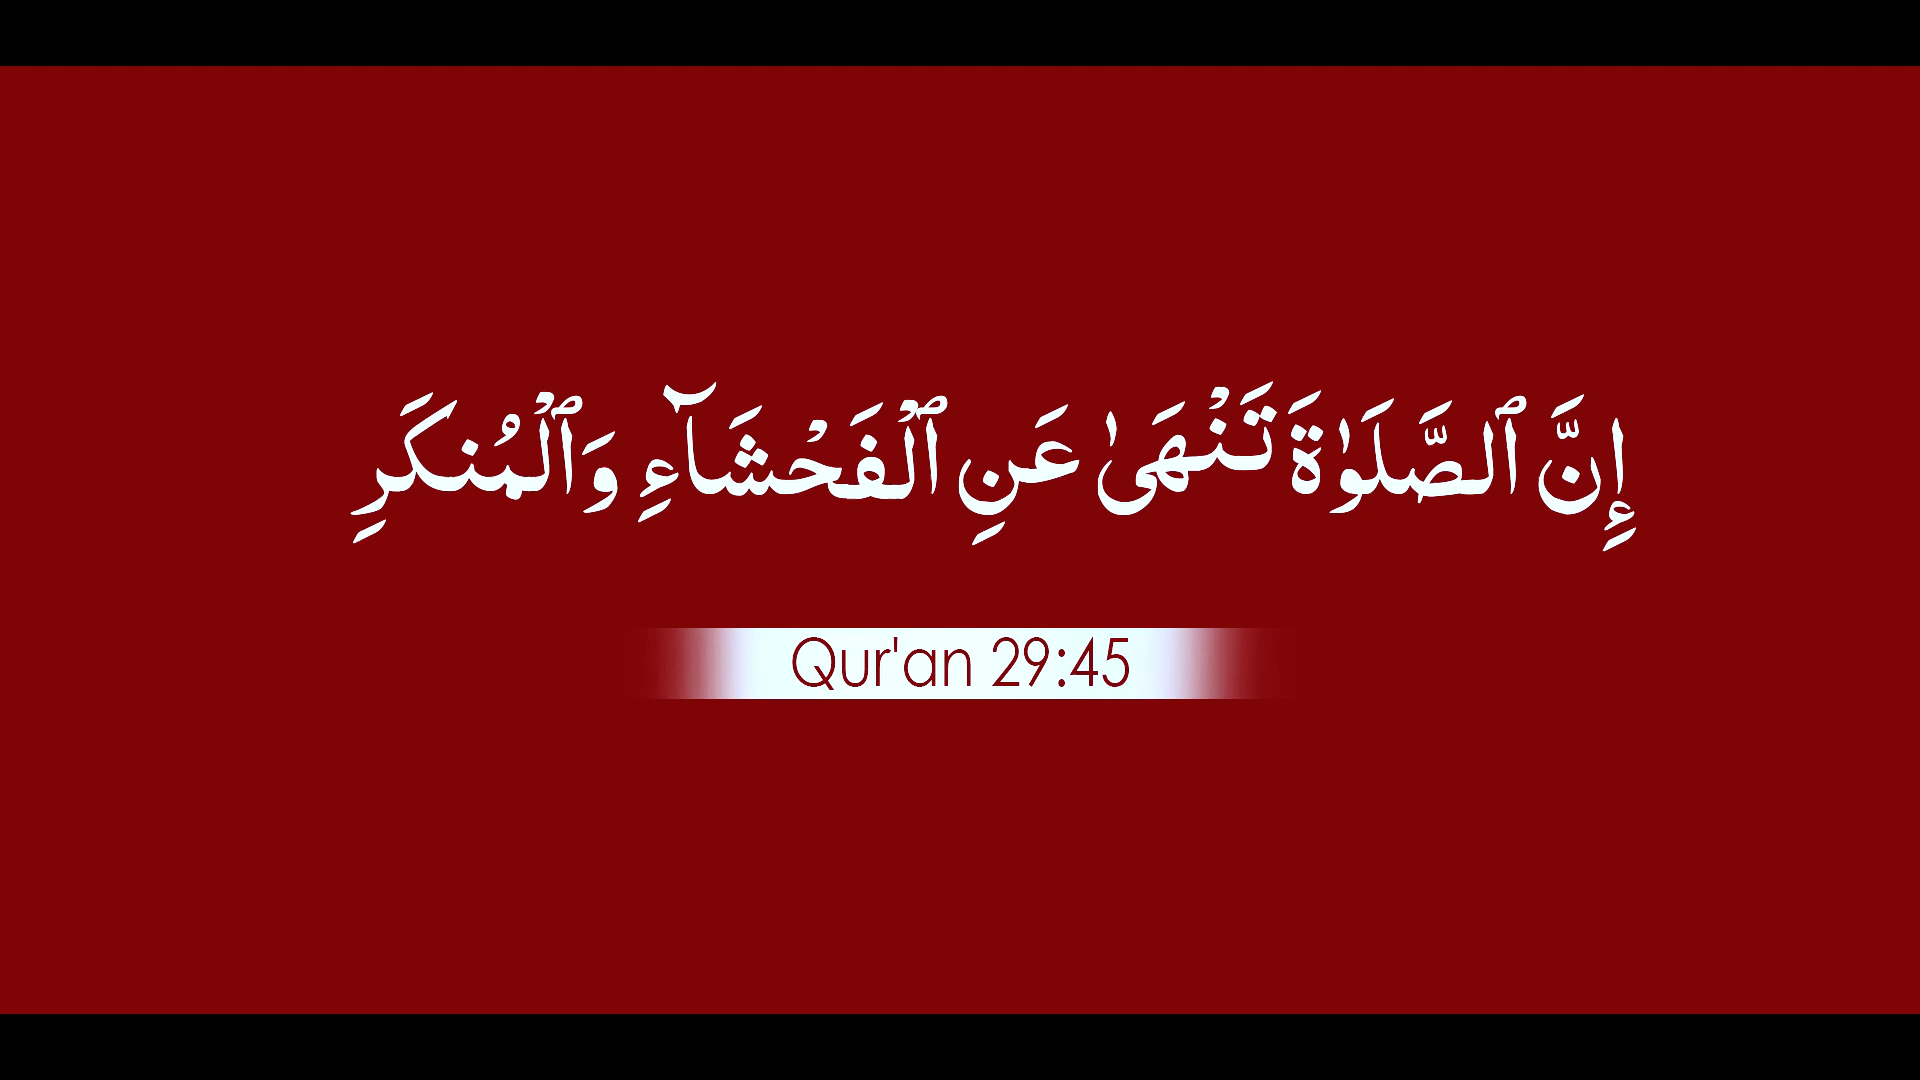 إِنَّ ٱلصَّلَوٰةَ تَنْهَىٰ عَنِ ٱلْفَحْشَآءِ وَٱلْمُنكَرِ
Qur'an 29:45